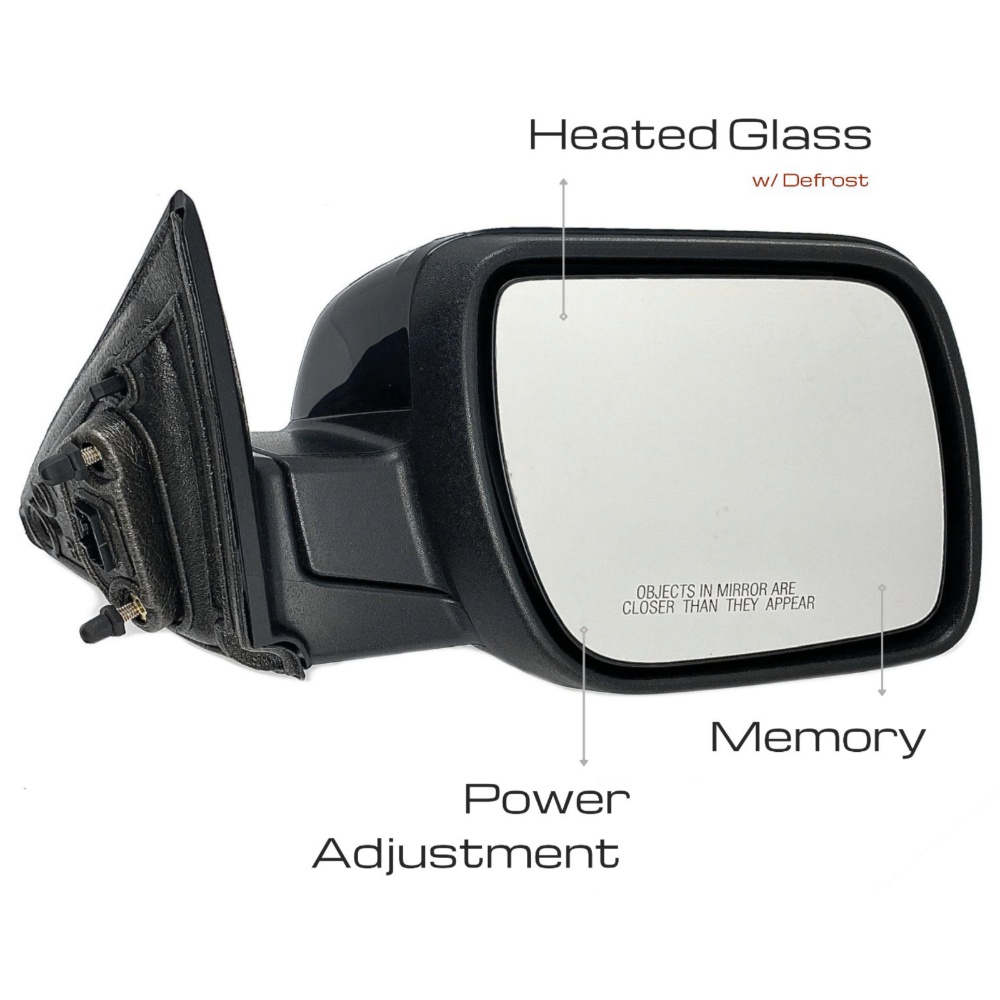 Heated Glass
w/ Defrost
OBJECTS IN MIRROR ARE
CLOSER THAN THEY APPEAR
Memory
Power
Adjustment